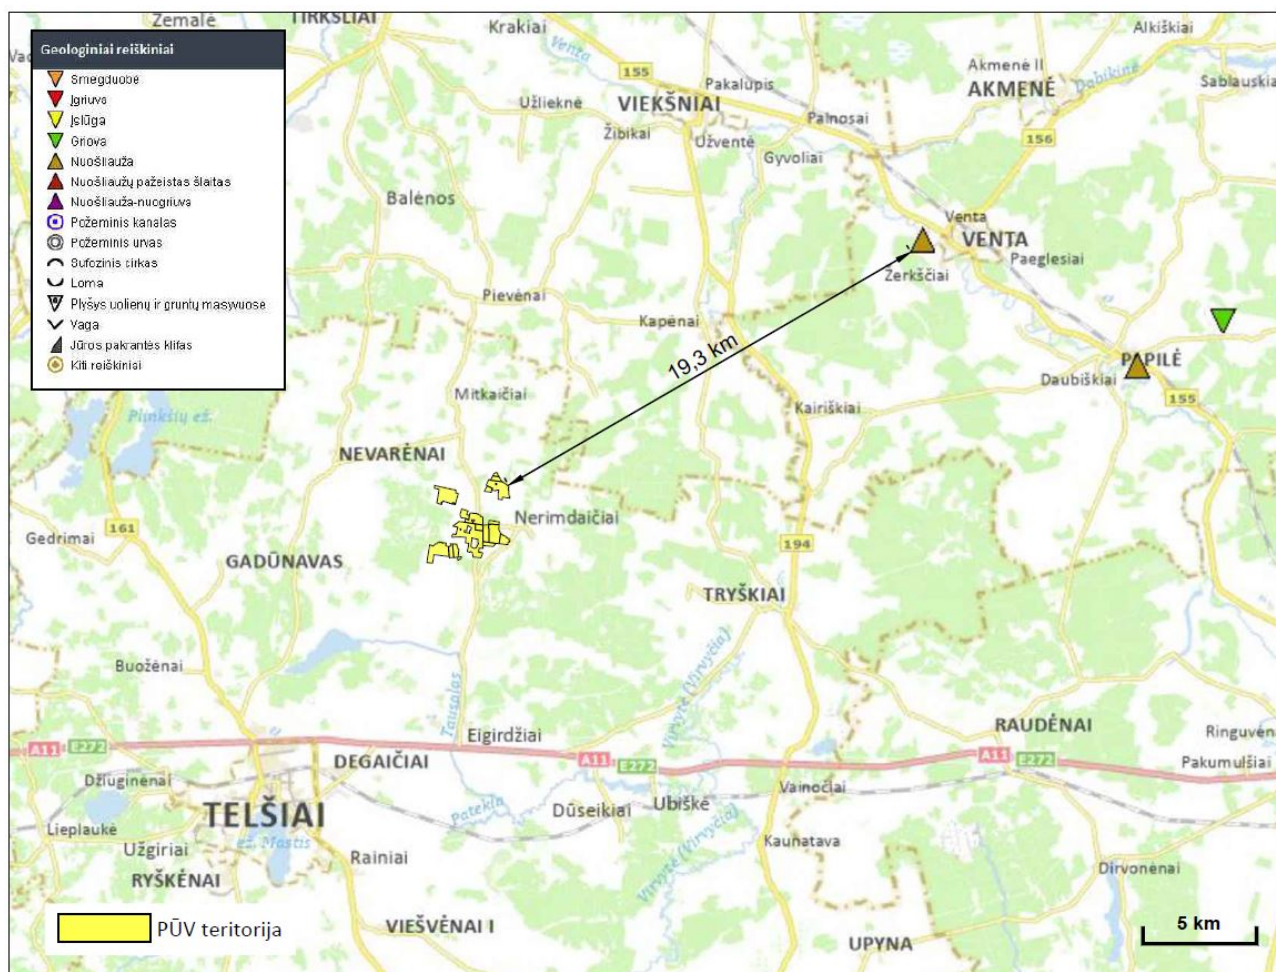 Žemalė
TIRKŠLIAI
Krakiai
Venta
155
Pakalupis
Alkiškiai
Akmenė II
AKMENĖ
Dabikinė
Sablauskiai
Geologiniai reiškiniai
Smegduobė
Įgriuva
Įslūga
Griova
Nuošliauža
Nuošliaužų pažeistas šlaitas
Nuošliauža-nuogriuva
Požeminis kanalas
Požeminis urvas
Sufozinis cirkas
Loma
Plyšys uolienų ir gruntų masyvuose
Vaga
Jūros pakrantės klifas
Kiti reiškiniai
Užlieknė
VIEKŠNIAI
Palnosai
Žibikai
Užventė
Gyvoliai
156
Balėnos
Venta
VENTA
Paeglesiai
Žerkščiai
Pievėnai
Kapėnai
19,3 km
PAPILĖ
Daubiškiai
155
Mitkaičiai
Kairiškiai
Plinkšių ež.
NEVARĖNAI
Nerimdaičiai
161
Gedrimai
GADŪNAVAS
194
TRYŠKIAI
Buožėnai
Tausalas
Virvytė (Virvyčia)
Eigirdžiai
RAUDĖNAI
Ringuvėna
A11 E272
DEGAIČIAI
A11 E272
A11 E272
Pakumulšiai
Džiuginėnai
TELŠIAI
ež. Mastis
Patekla
Dūseikiai
Ubiškė
Vainočiai
Lieplaukė
Užgiriai
Rainiai
Virvytė (Virvyčia)
Kaunatava
Dirvonėnai
RYŠKĖNAI
PŪV teritorija
VIEŠVĖNAI I
UPYNA
5 km